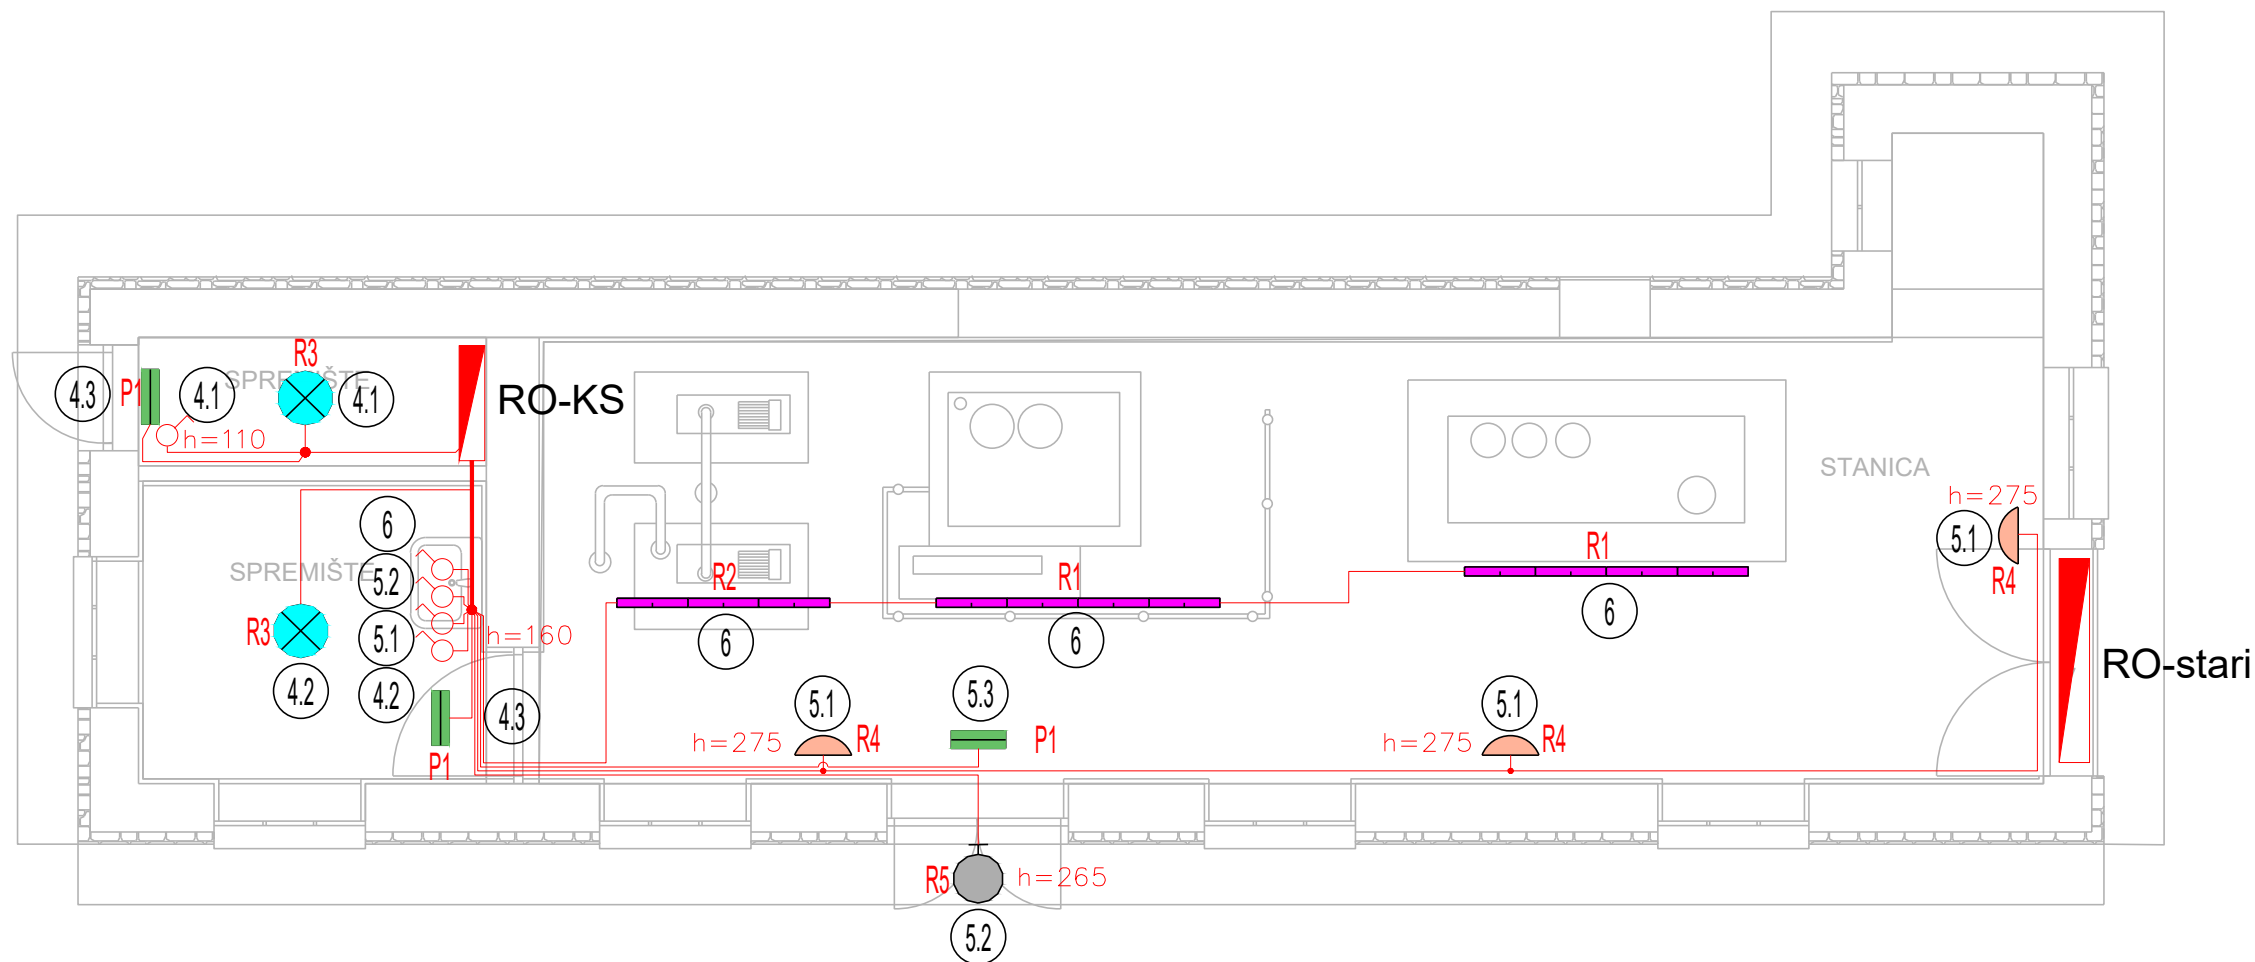 R3
SPREMIŠTE
4.3
P1
4.1
4.1
h=110
RO-KS
STANICA
h=275
5.1
R4
RO-stari
6
5.2
5.1
4.2
SPREMIŠTE
R3
4.2
h=160
P1
4.3
R2
6
R1
6
R1
6
5.1
h=275
R4
5.3
P1
5.1
h=275
R4
R5
h=265
5.2